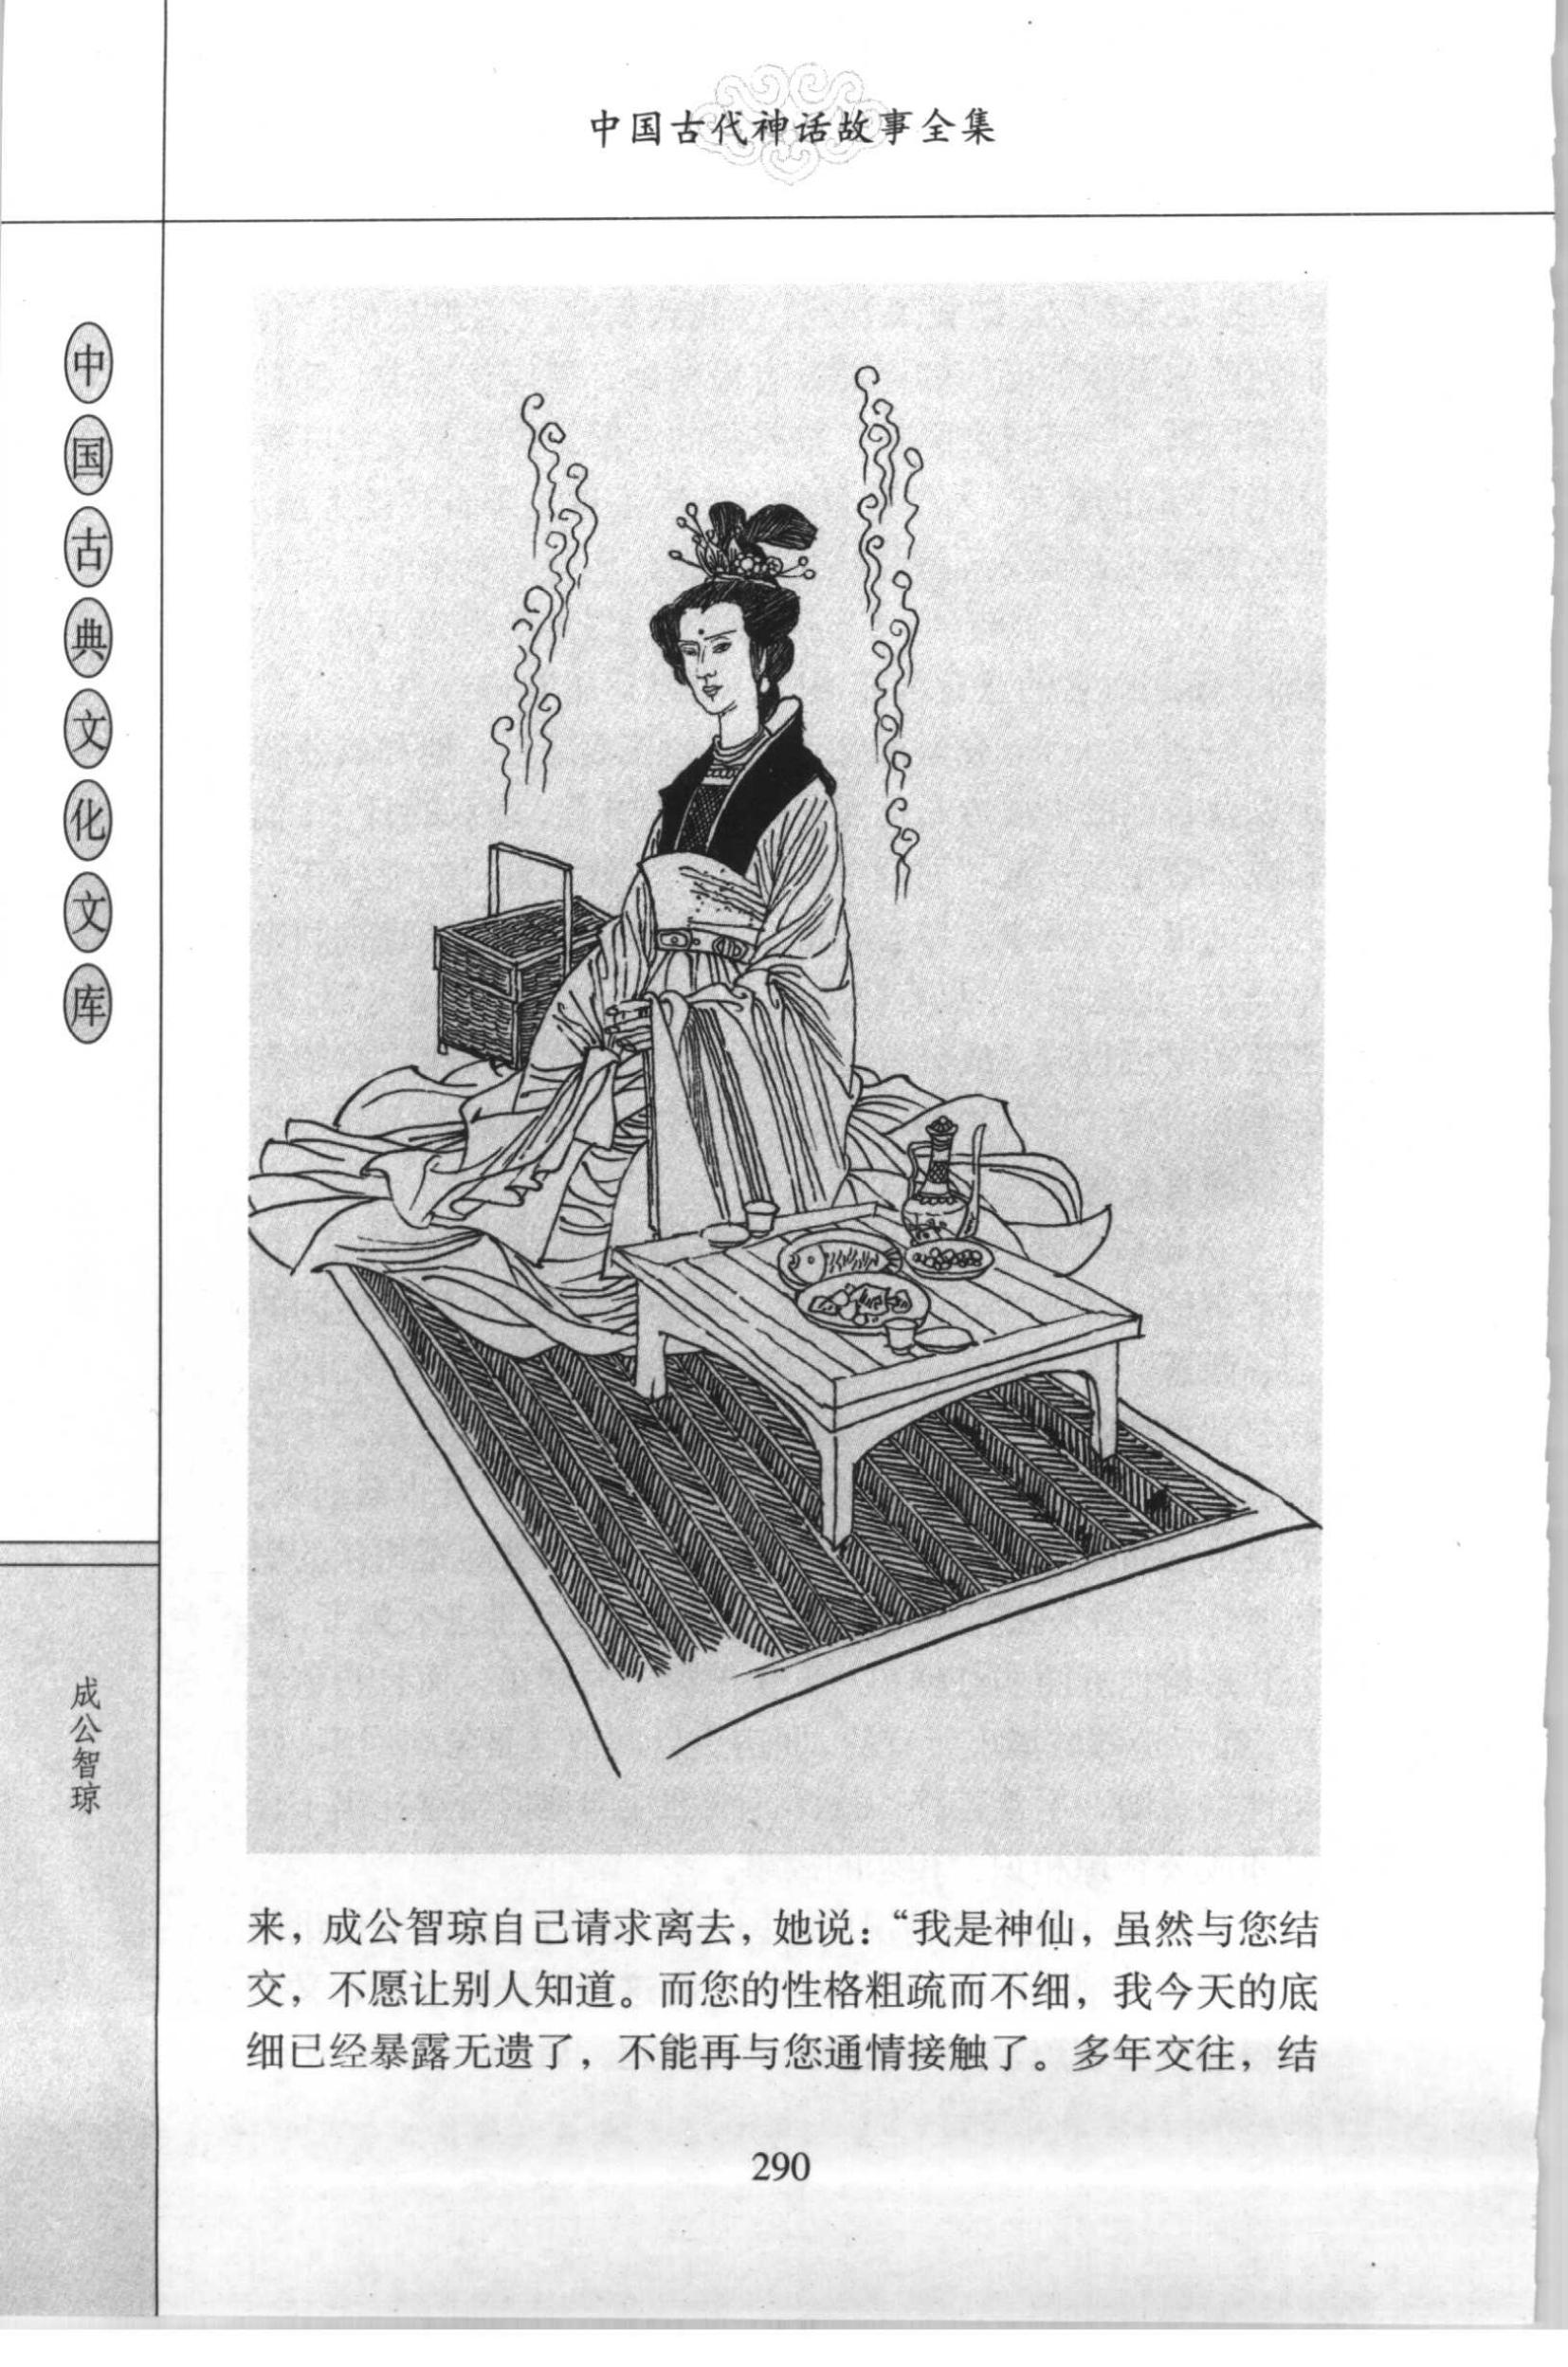 中国古代神话故事全集
中国古典文化文库
成公智琼
来，成公智琼自己请求离去，她说：“我是神仙，虽然与您结
交，不愿让别人知道。而您的性格粗疏而不细，我今天的底
细已经暴露无遗了，不能再与您通情接触了。多年交往，结
290